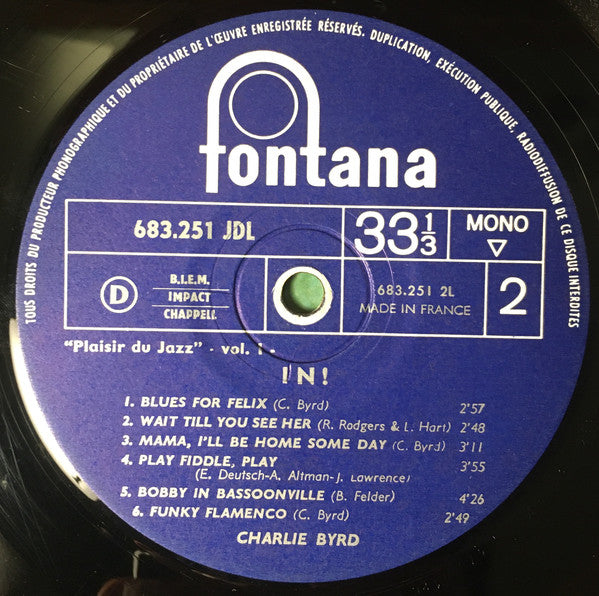 TOUS DROITS DU PRODUCTEUR PHONOGRAPHIQUE ET DU PROPRIÉTAIRE DE L'ŒUVRE ENREGISTRÉE RÉSERVÉS. DUPLICATION, EXÉCUTION PUBLIQUE, RADIODIFFUSION DE CE DISQUE INTERDITES
fontana
683.251 JDL
33 1/3
MONO
D
B.I.E.M.
IMPACT
CHAPPELL
683.251 2L
MADE IN FRANCE
2
"Plaisir du Jazz" - vol. 1 -
IN!
1. BLUES FOR FELIX (C. Byrd) 2'57
2. WAIT TILL YOU SEE HER (R. Rodgers & L. Hart) 2'48
3. MAMA, I'LL BE HOME SOME DAY (C. Byrd) 3'11
4. PLAY FIDDLE, PLAY 3'55
(E. Deutsch-A. Altman-J. Lawrence)
5. BOBBY IN BASSOONVILLE (B. Felder) 4'26
6. FUNKY FLAMENCO (C. Byrd) 2'49
CHARLIE BYRD